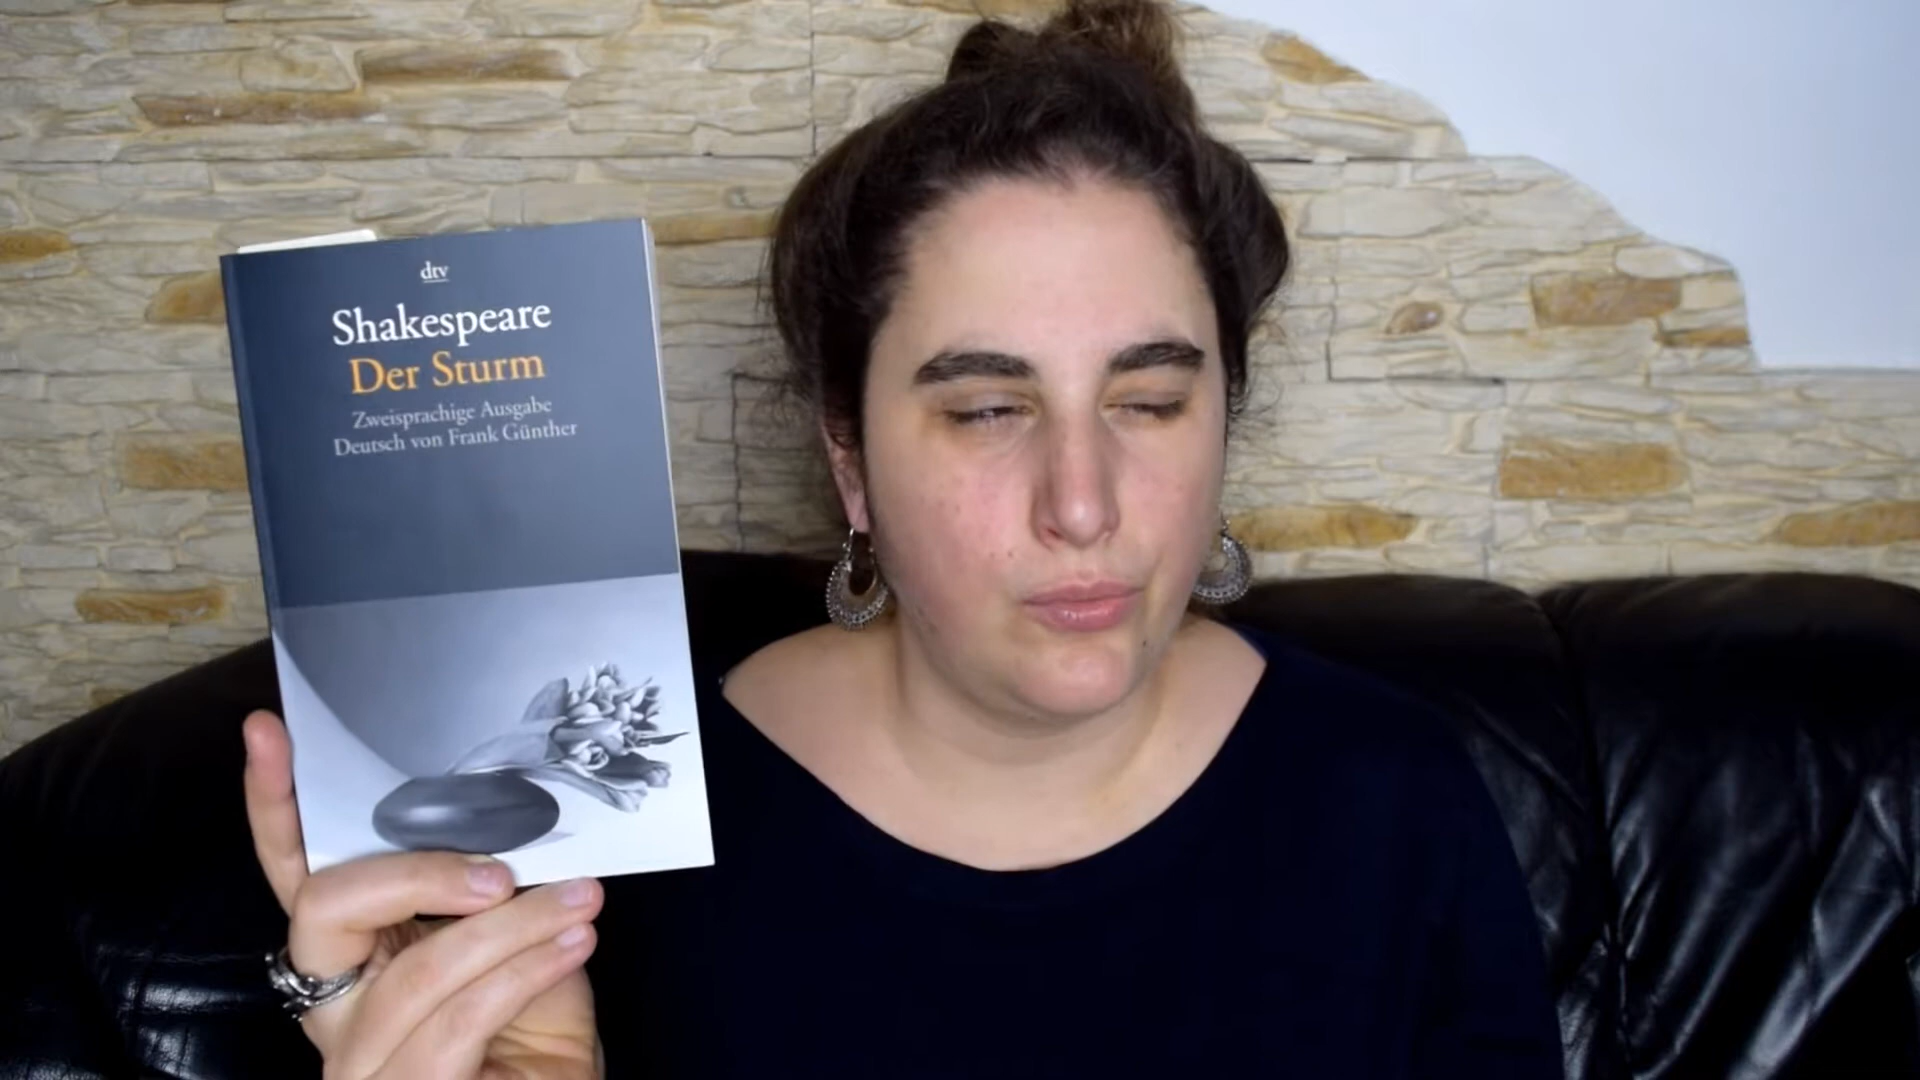 dtv
Shakespeare
Der Sturm
Zweisprachige Ausgabe
Deutsch von Frank Günther